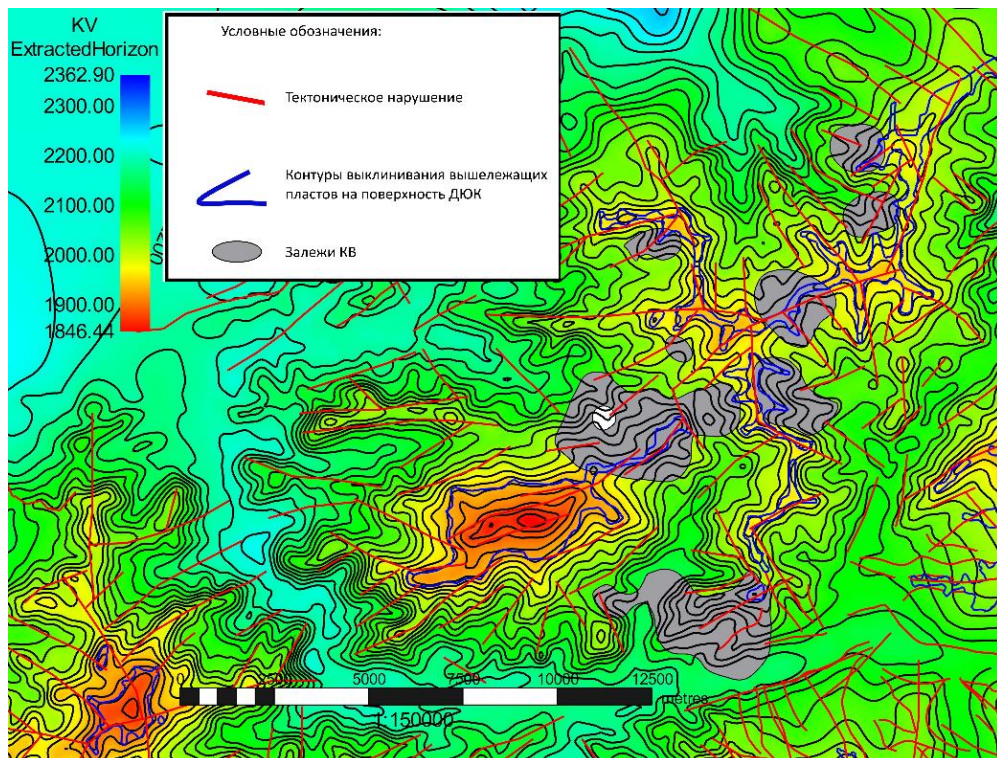 KV
ExtractedHorizon
2362.90
2300.00
2200.00
2100.00
2000.00
1900.00
1846.44
Условные обозначения:
Тектоническое нарушение
Контуры выклинивания вышележащих
пластов на поверхность ДЮК
Залежи КВ
0 2500 5000 7500 10000 12500
metres
1:150000